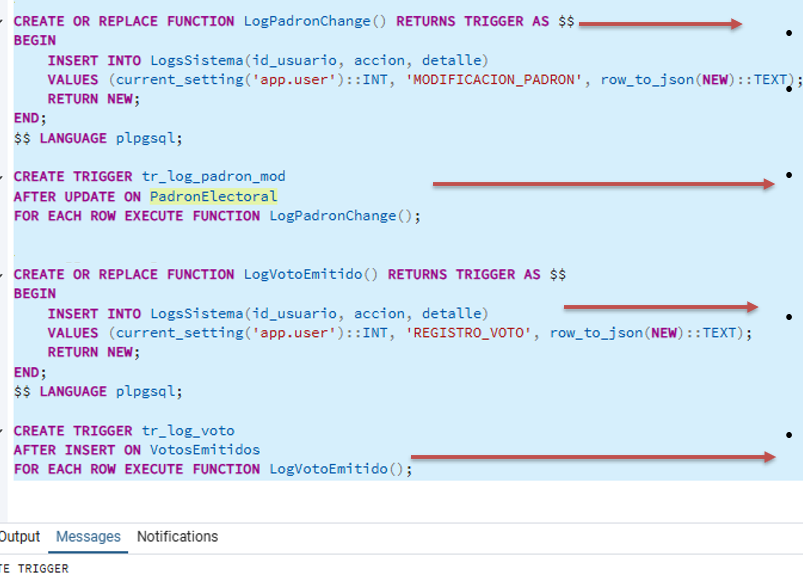 CREATE OR REPLACE FUNCTION LogPadronChange() RETURNS TRIGGER AS $$
BEGIN
    INSERT INTO LogsSistema(id_usuario, accion, detalle)
    VALUES (current_setting('app.user')::INT, 'MODIFICACION_PADRON', row_to_json(NEW)::TEXT);
    RETURN NEW;
END;
$$ LANGUAGE plpgsql;
CREATE TRIGGER tr_log_padron_mod
AFTER UPDATE ON PadronElectoral
FOR EACH ROW EXECUTE FUNCTION LogPadronChange();
CREATE OR REPLACE FUNCTION LogVotoEmitido() RETURNS TRIGGER AS $$
BEGIN
    INSERT INTO LogsSistema(id_usuario, accion, detalle)
    VALUES (current_setting('app.user')::INT, 'REGISTRO_VOTO', row_to_json(NEW)::TEXT);
    RETURN NEW;
END;
$$ LANGUAGE plpgsql;
CREATE TRIGGER tr_log_voto
AFTER INSERT ON VotosEmitidos
FOR EACH ROW EXECUTE FUNCTION LogVotoEmitido();
Output Messages Notifications
TE TRIGGER